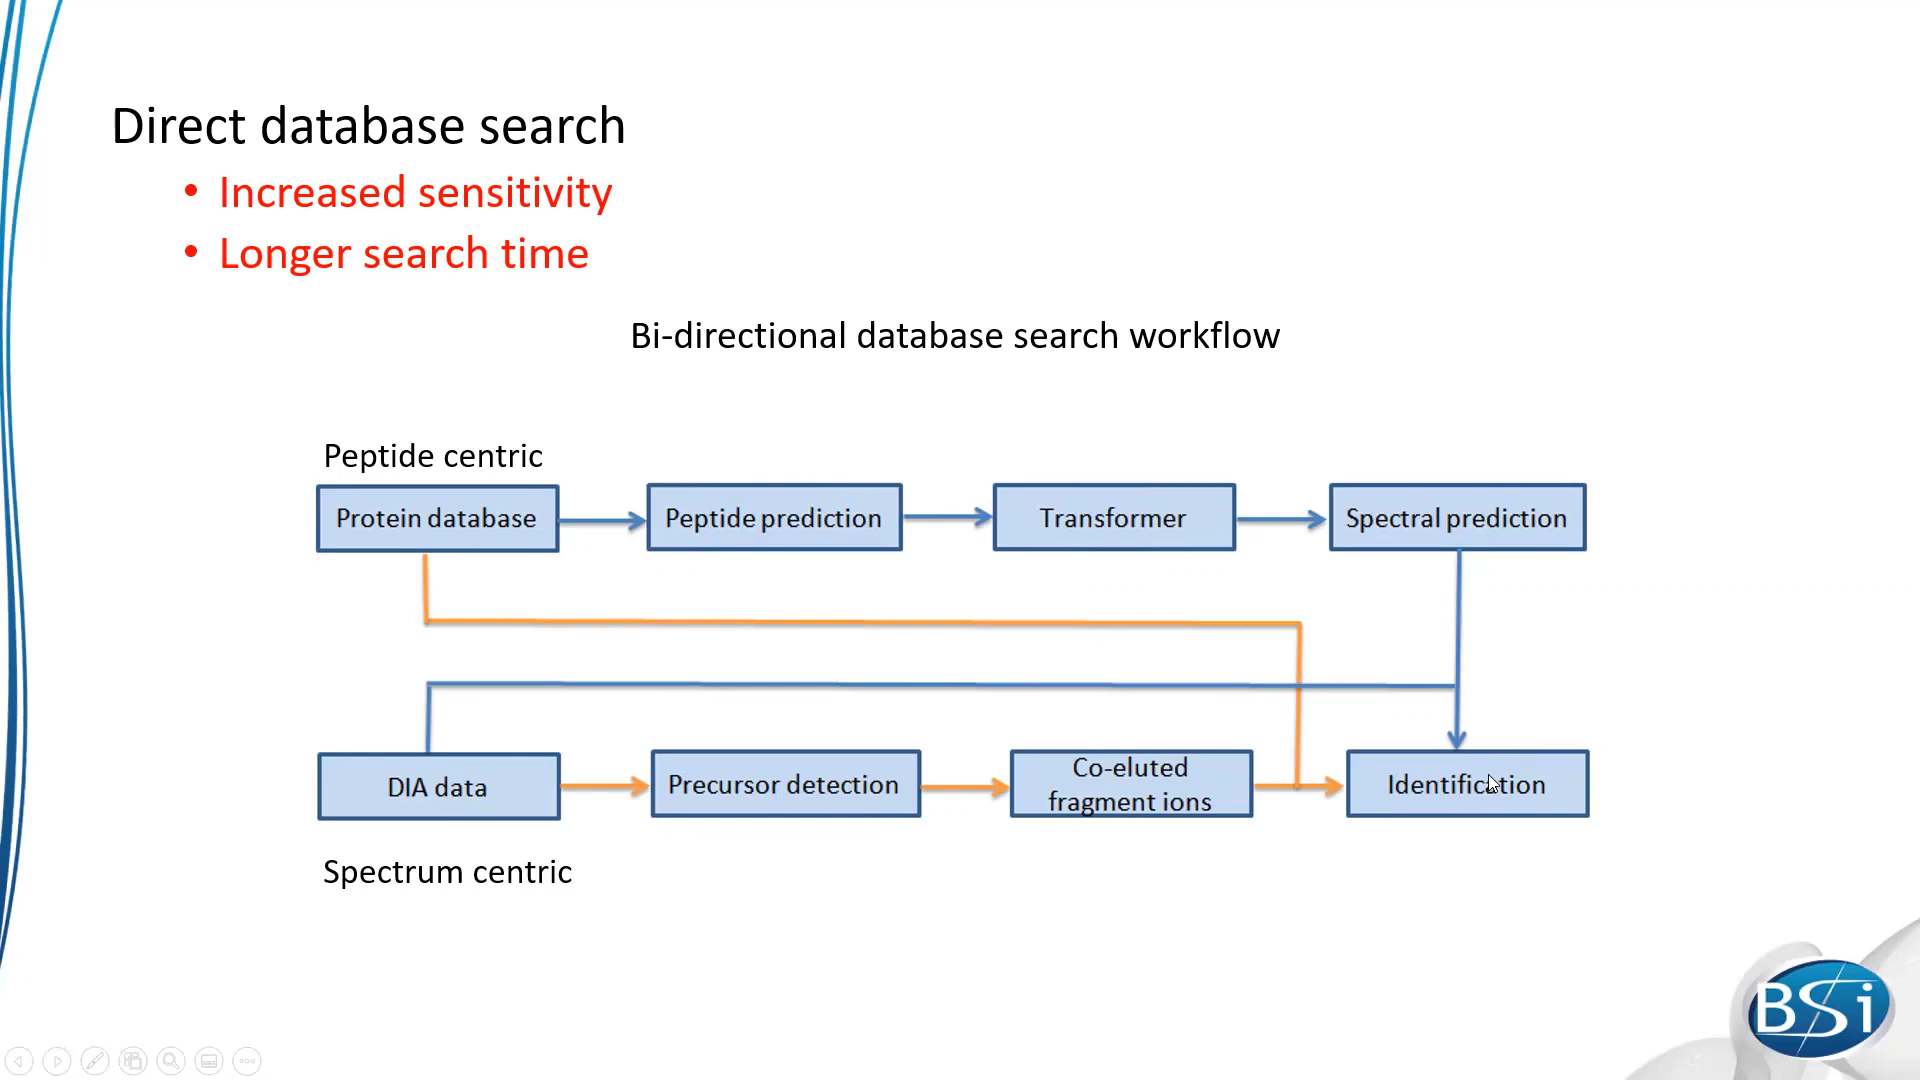 Direct database search
• Increased sensitivity
• Longer search time
Bi-directional database search workflow
Peptide centric
Protein database
Peptide prediction
Transformer
Spectral prediction
DIA data
Precursor detection
Co-eluted
fragment ions
Identification
Spectrum centric
BSi